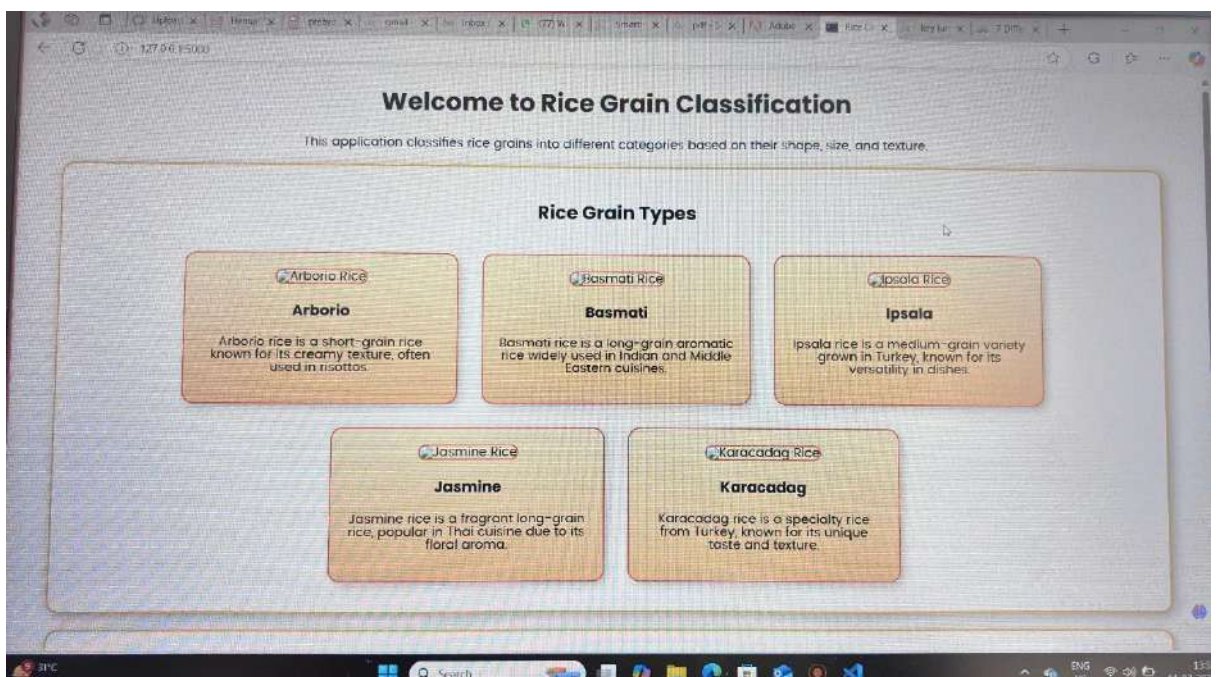 127.0.0.1:5000
Welcome to Rice Grain Classification
This application classifies rice grains into different categories based on their shape, size, and texture.
Rice Grain Types
Arborio Rice
Arborio
Arborio rice is a short-grain rice
known for its creamy texture, often
used in risottos.
Basmati Rice
Basmati
Basmati rice is a long-grain aromatic
rice widely used in Indian and Middle
Eastern cuisines.
Ipsala Rice
Ipsala
Ipsala rice is a medium-grain variety
grown in Turkey, known for its
versatility in dishes.
Jasmine Rice
Jasmine
Jasmine rice is a fragrant long-grain
rice, popular in Thai cuisine due to its
floral aroma.
Karacadag Rice
Karacadag
Karacadag rice is a specialty rice
from Turkey, known for its unique
taste and texture.
31°C
Search
ENG